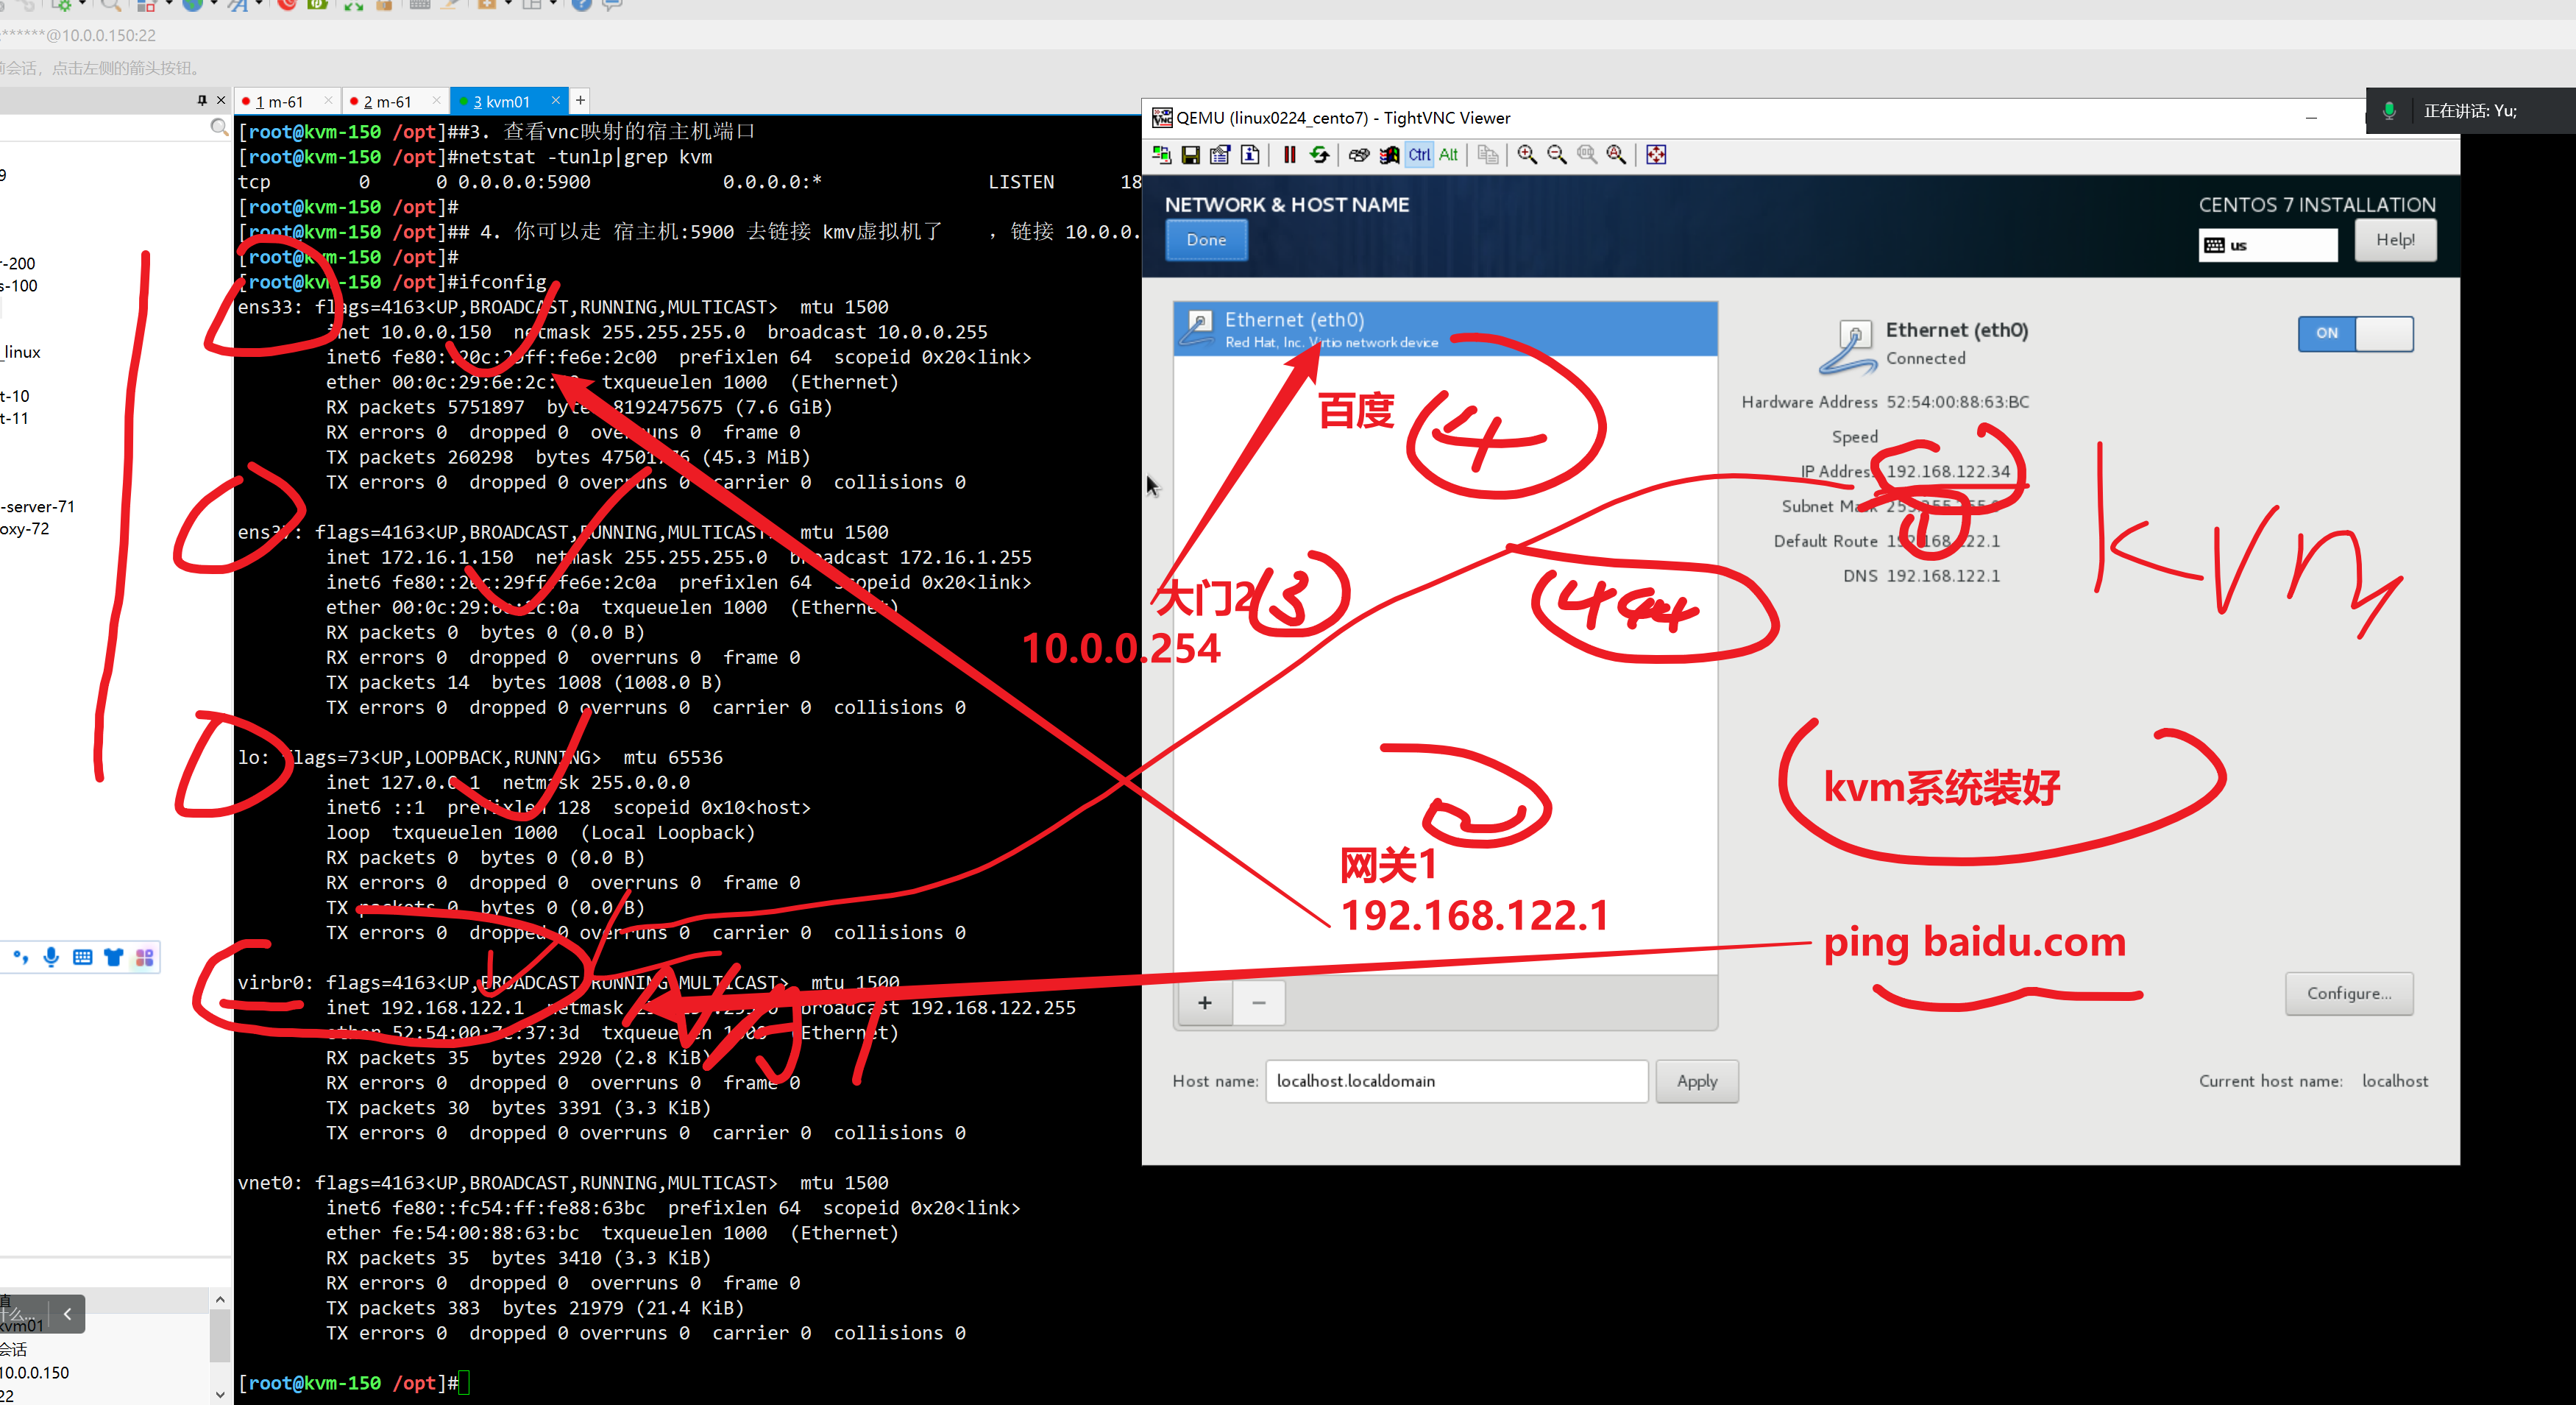 ******@10.0.0.150:22
前会话，点击左侧的箭头按钮。
1 m-61
2 m-61
3 kvm01
9
-200
s-100
_linux
t-10
t-11
-server-71
oxy-72
kvm01
会话
10.0.0.150
22
[root@kvm-150 /opt]##3. 查看vnc映射的宿主机端口
[root@kvm-150 /opt]#netstat -tunlp|grep kvm
tcp 0 0 0.0.0.0:5900 0.0.0.0:* LISTEN 18
[root@kvm-150 /opt]#
[root@kvm-150 /opt]## 4. 你可以走 宿主机:5900 去链接 kmv虚拟机了 ，链接 10.0.0.
[root@kvm-150 /opt]#
[root@kvm-150 /opt]#ifconfig
ens33: flags=4163<UP,BROADCAST,RUNNING,MULTICAST> mtu 1500
inet 10.0.0.150 netmask 255.255.255.0 broadcast 10.0.0.255
inet6 fe80::20c:29ff:fe6e:2c00 prefixlen 64 scopeid 0x20<link>
ether 00:0c:29:6e:2c:00 txqueuelen 1000 (Ethernet)
RX packets 5751897 bytes 8192475675 (7.6 GiB)
RX errors 0 dropped 0 overruns 0 frame 0
TX packets 260298 bytes 47501776 (45.3 MiB)
TX errors 0 dropped 0 overruns 0 carrier 0 collisions 0
ens37: flags=4163<UP,BROADCAST,RUNNING,MULTICAST> mtu 1500
inet 172.16.1.150 netmask 255.255.255.0 broadcast 172.16.1.255
inet6 fe80::20c:29ff:fe6e:2c0a prefixlen 64 scopeid 0x20<link>
ether 00:0c:29:6e:2c:0a txqueuelen 1000 (Ethernet)
RX packets 0 bytes 0 (0.0 B)
RX errors 0 dropped 0 overruns 0 frame 0
TX packets 14 bytes 1008 (1008.0 B)
TX errors 0 dropped 0 overruns 0 carrier 0 collisions 0
lo: flags=73<UP,LOOPBACK,RUNNING> mtu 65536
inet 127.0.0.1 netmask 255.0.0.0
inet6 ::1 prefixlen 128 scopeid 0x10<host>
loop txqueuelen 1000 (Local Loopback)
RX packets 0 bytes 0 (0.0 B)
RX errors 0 dropped 0 overruns 0 frame 0
TX packets 0 bytes 0 (0.0 B)
TX errors 0 dropped 0 overruns 0 carrier 0 collisions 0
virbr0: flags=4163<UP,BROADCAST,RUNNING,MULTICAST> mtu 1500
inet 192.168.122.1 netmask 255.255.255.0 broadcast 192.168.122.255
ether 52:54:00:7c:37:3d txqueuelen 1000 (Ethernet)
RX packets 35 bytes 2920 (2.8 KiB)
RX errors 0 dropped 0 overruns 0 frame 0
TX packets 30 bytes 3391 (3.3 KiB)
TX errors 0 dropped 0 overruns 0 carrier 0 collisions 0
vnet0: flags=4163<UP,BROADCAST,RUNNING,MULTICAST> mtu 1500
inet6 fe80::fc54:ff:fe88:63bc prefixlen 64 scopeid 0x20<link>
ether fe:54:00:88:63:bc txqueuelen 1000 (Ethernet)
RX packets 35 bytes 3410 (3.3 KiB)
RX errors 0 dropped 0 overruns 0 frame 0
TX packets 383 bytes 21979 (21.4 KiB)
TX errors 0 dropped 0 overruns 0 carrier 0 collisions 0
[root@kvm-150 /opt]#
QEMU (linux0224_cento7) - TightVNC Viewer
正在讲话: Yu;
Ctrl Alt
NETWORK & HOST NAME
Done
CENTOS 7 INSTALLATION
us
Help!
Ethernet (eth0)
Red Hat, Inc. Virtio network device
Ethernet (eth0)
Connected
ON
Hardware Address 52:54:00:88:63:BC
Speed
IP Address 192.168.122.34
Subnet Mask 255.255.255.0
Default Route 192.168.122.1
DNS 192.168.122.1
Configure...
Host name: localhost.localdomain
Apply
Current host name: localhost
百度
4
大门2
3
10.0.0.254
444
1
kvm
2
网关1
192.168.122.1
kvm系统装好
ping baidu.com